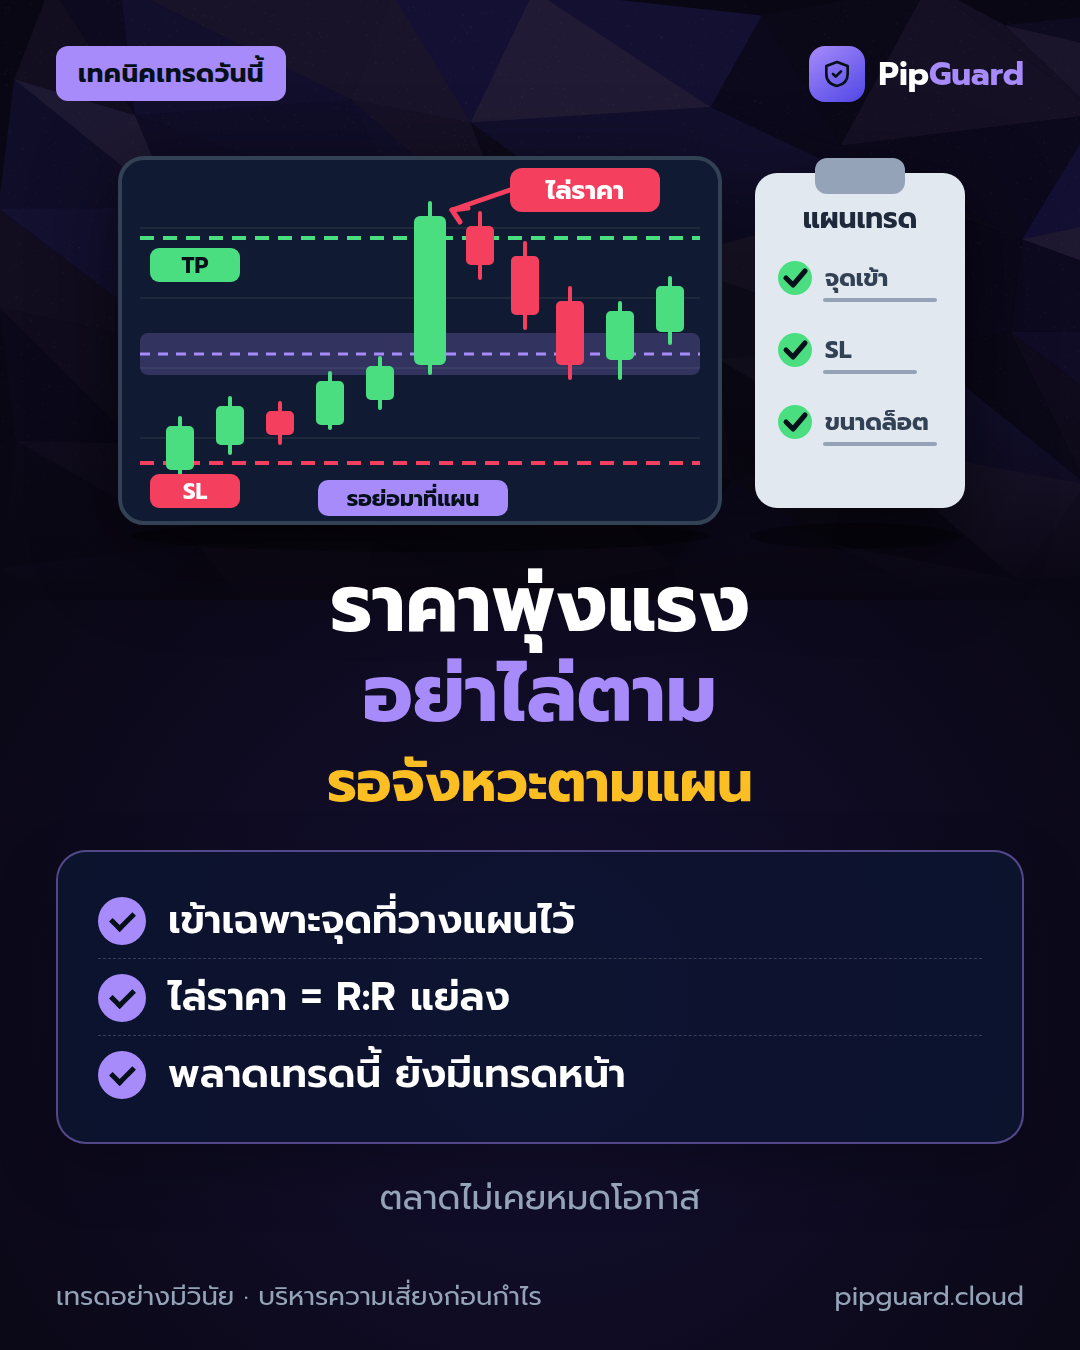 เทคนิคเทรดวันนี้
PipGuard
ไล่ราคา
TP
SL
รอย่อมาที่แผน
แผนเทรด
จุดเข้า
SL
ขนาดล็อต
ราคาพุ่งแรง
อย่าไล่ตาม
รอจังหวะตามแผน
เข้าเฉพาะจุดที่วางแผนไว้
ไล่ราคา = R:R แย่ลง
พลาดเทรดนี้ ยังมีเทรดหน้า
ตลาดไม่เคยหมดโอกาส
เทรดอย่างมีวินัย · บริหารความเสี่ยงก่อนกำไร
pipguard.cloud